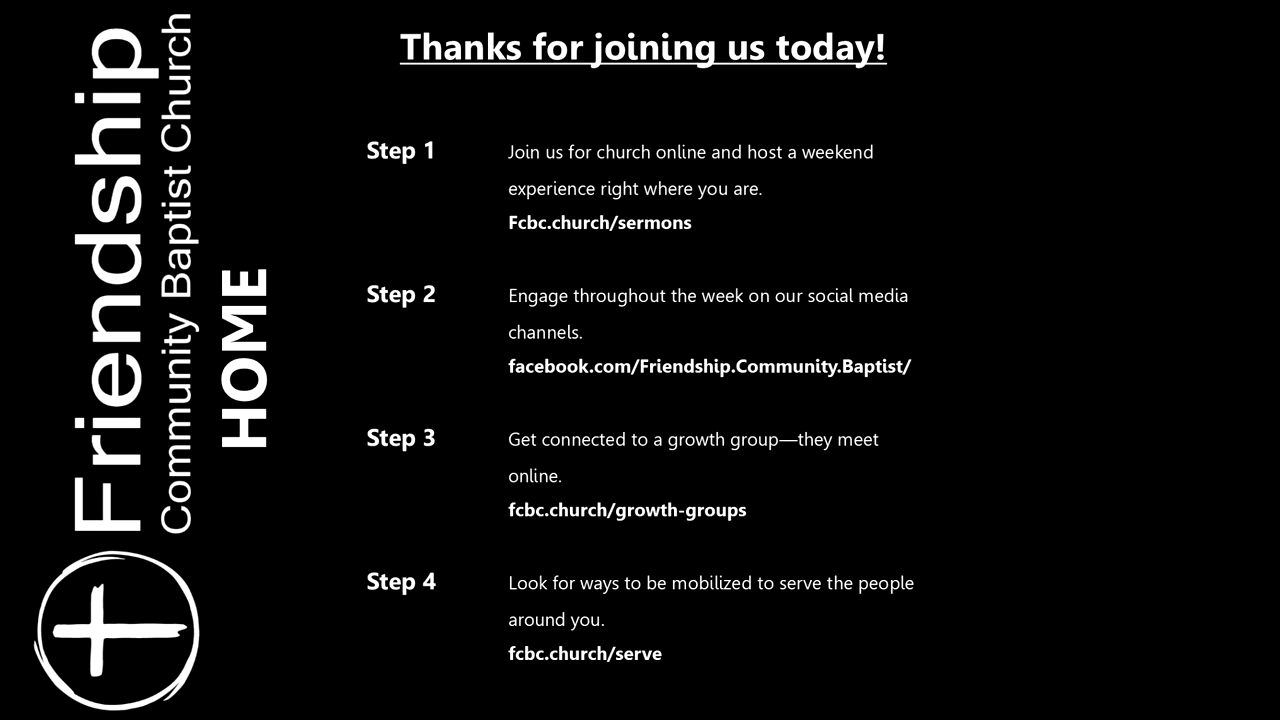 Friendship
Community Baptist Church
HOME
Thanks for joining us today!
Step 1
Join us for church online and host a weekend
experience right where you are.
Fcbc.church/sermons
Step 2
Engage throughout the week on our social media
channels.
facebook.com/Friendship.Community.Baptist/
Step 3
Get connected to a growth group—they meet
online.
fcbc.church/growth-groups
Step 4
Look for ways to be mobilized to serve the people
around you.
fcbc.church/serve